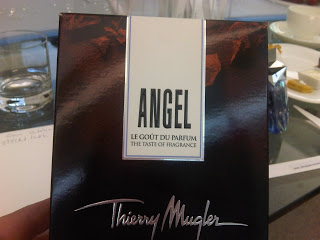 ANGEL
LE GOÛT DU PARFUM
THE TASTE OF FRAGRANCE
Thierry Mugler